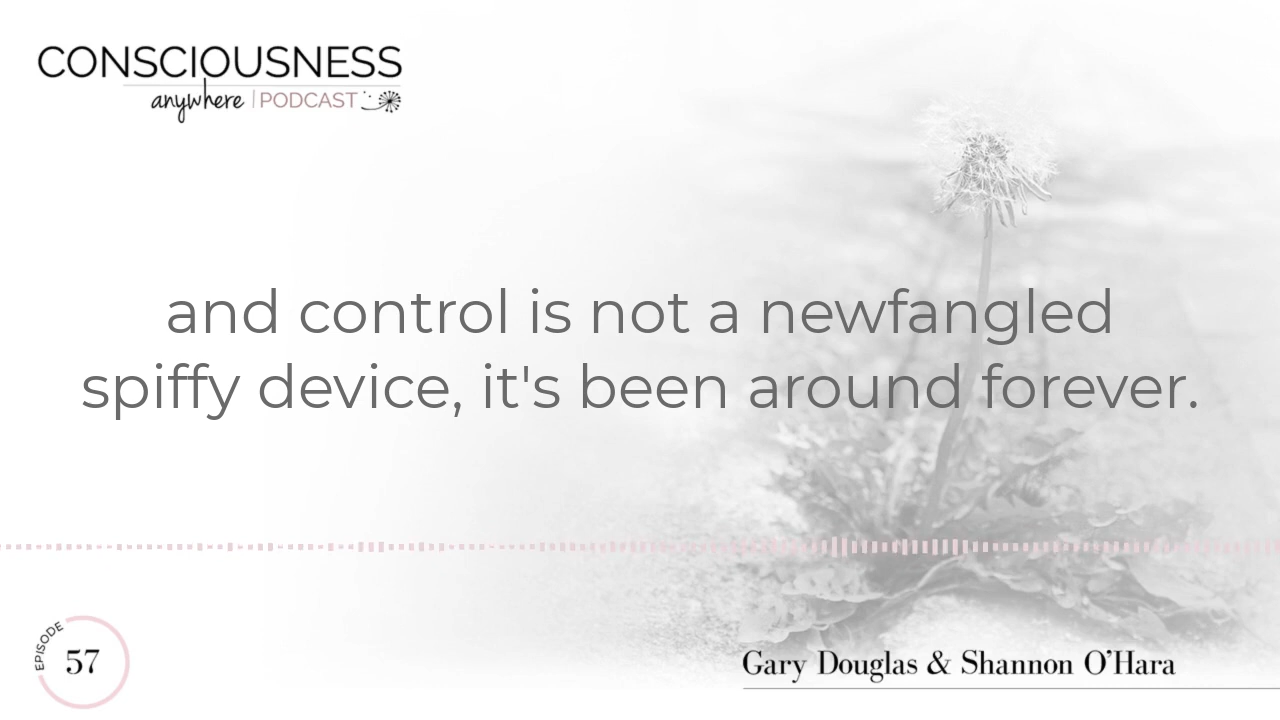 CONSCIOUSNESS
anywhere | PODCAST
and control is not a newfangled
spiffy device, it's been around forever.
EPISODE
57
Gary Douglas & Shannon O'Hara